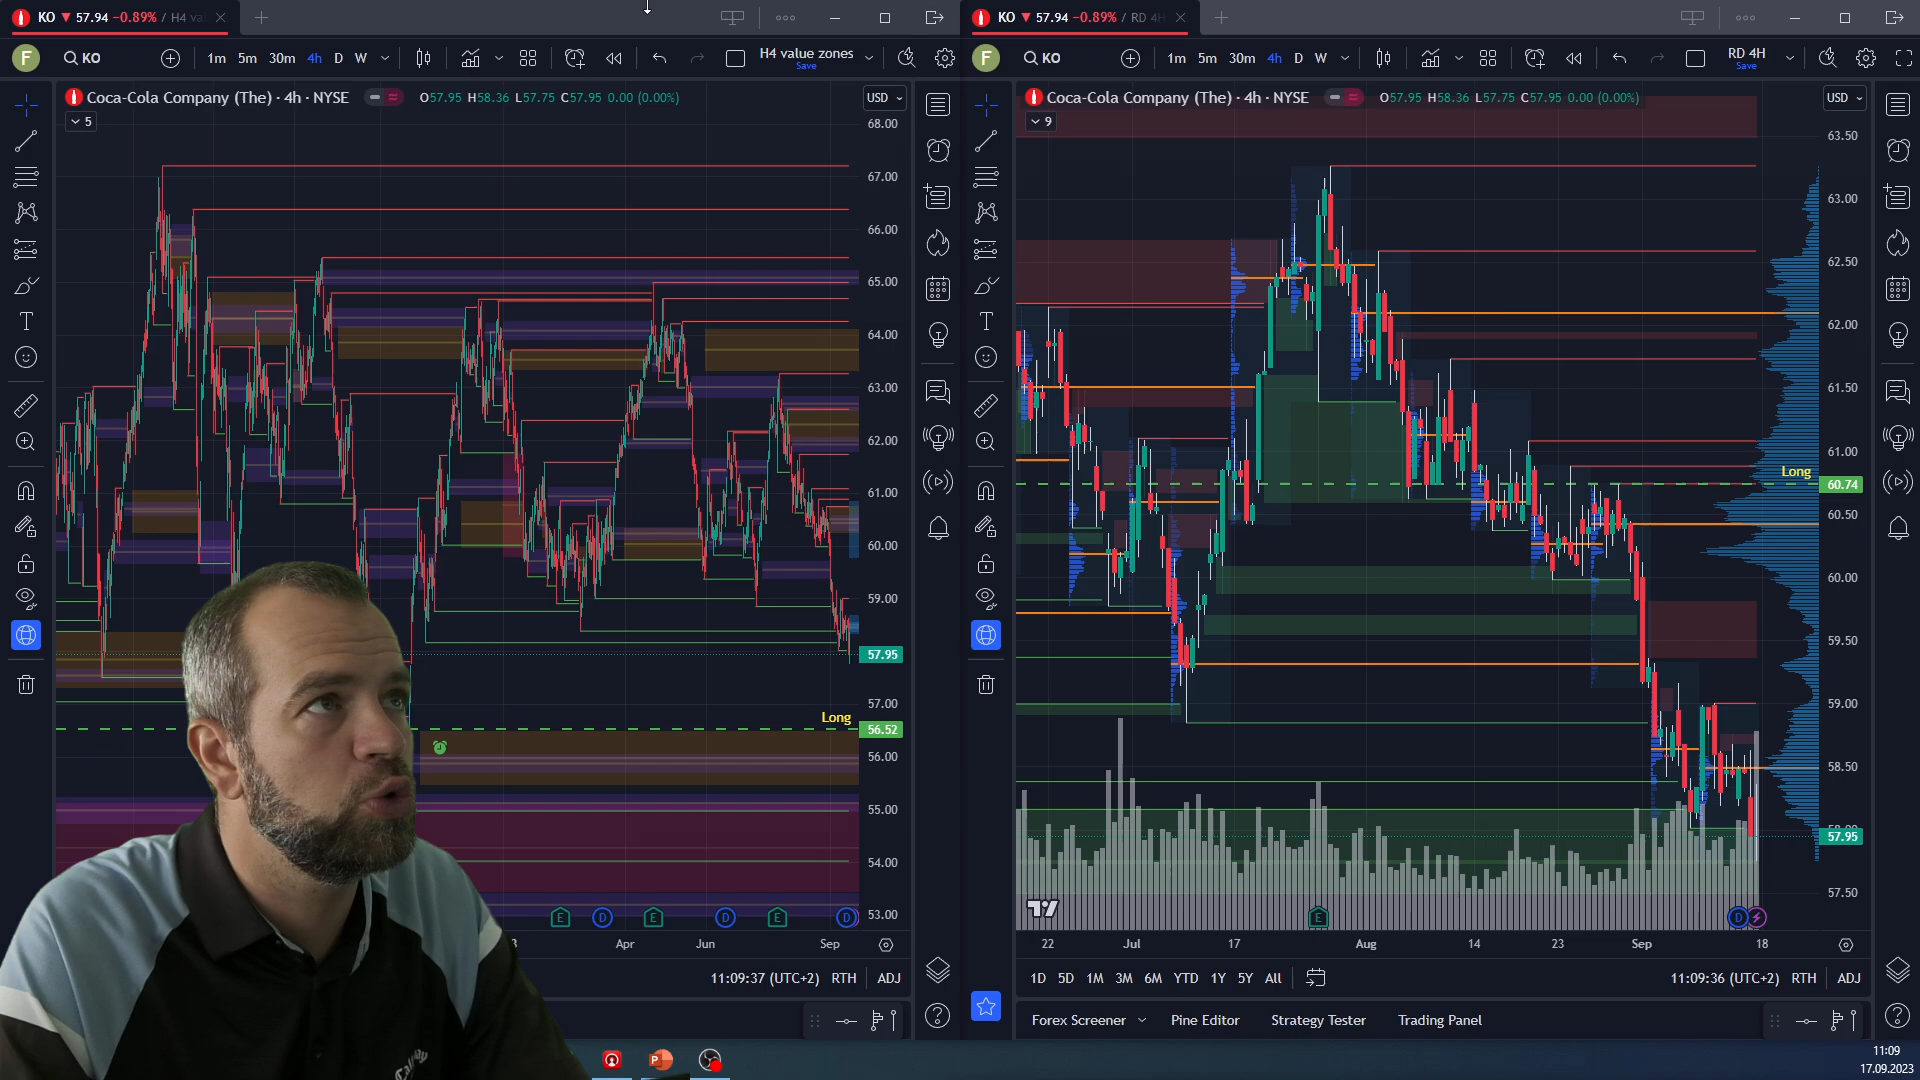 KO ▼ 57.94 −0.89% / H4 va
KO ▼ 57.94 −0.89% / RD 4H
F
KO
1m 5m 30m 4h D W
H4 value zones
Save
F
KO
1m 5m 30m 4h D W
RD 4H
Save
Coca-Cola Company (The) · 4h · NYSE
O57.95 H58.36 L57.75 C57.95 0.00 (0.00%)
USD
5
Coca-Cola Company (The) · 4h · NYSE
O57.95 H58.36 L57.75 C57.95 0.00 (0.00%)
USD
9
68.00
67.00
66.00
65.00
64.00
63.00
62.00
61.00
60.00
59.00
57.95
57.00
Long
56.52
56.00
55.00
54.00
53.00
E D E D E D
Apr Jun Sep
11:09:37 (UTC+2) RTH ADJ
63.50
63.00
62.50
62.00
61.50
61.00
Long
60.74
60.50
60.00
59.50
59.00
58.50
57.95
57.50
E D
22 Jul 17 Aug 14 23 Sep 18
1D 5D 1M 3M 6M YTD 1Y 5Y All
11:09:36 (UTC+2) RTH ADJ
Forex Screener Pine Editor Strategy Tester Trading Panel
11:09
17.09.2023